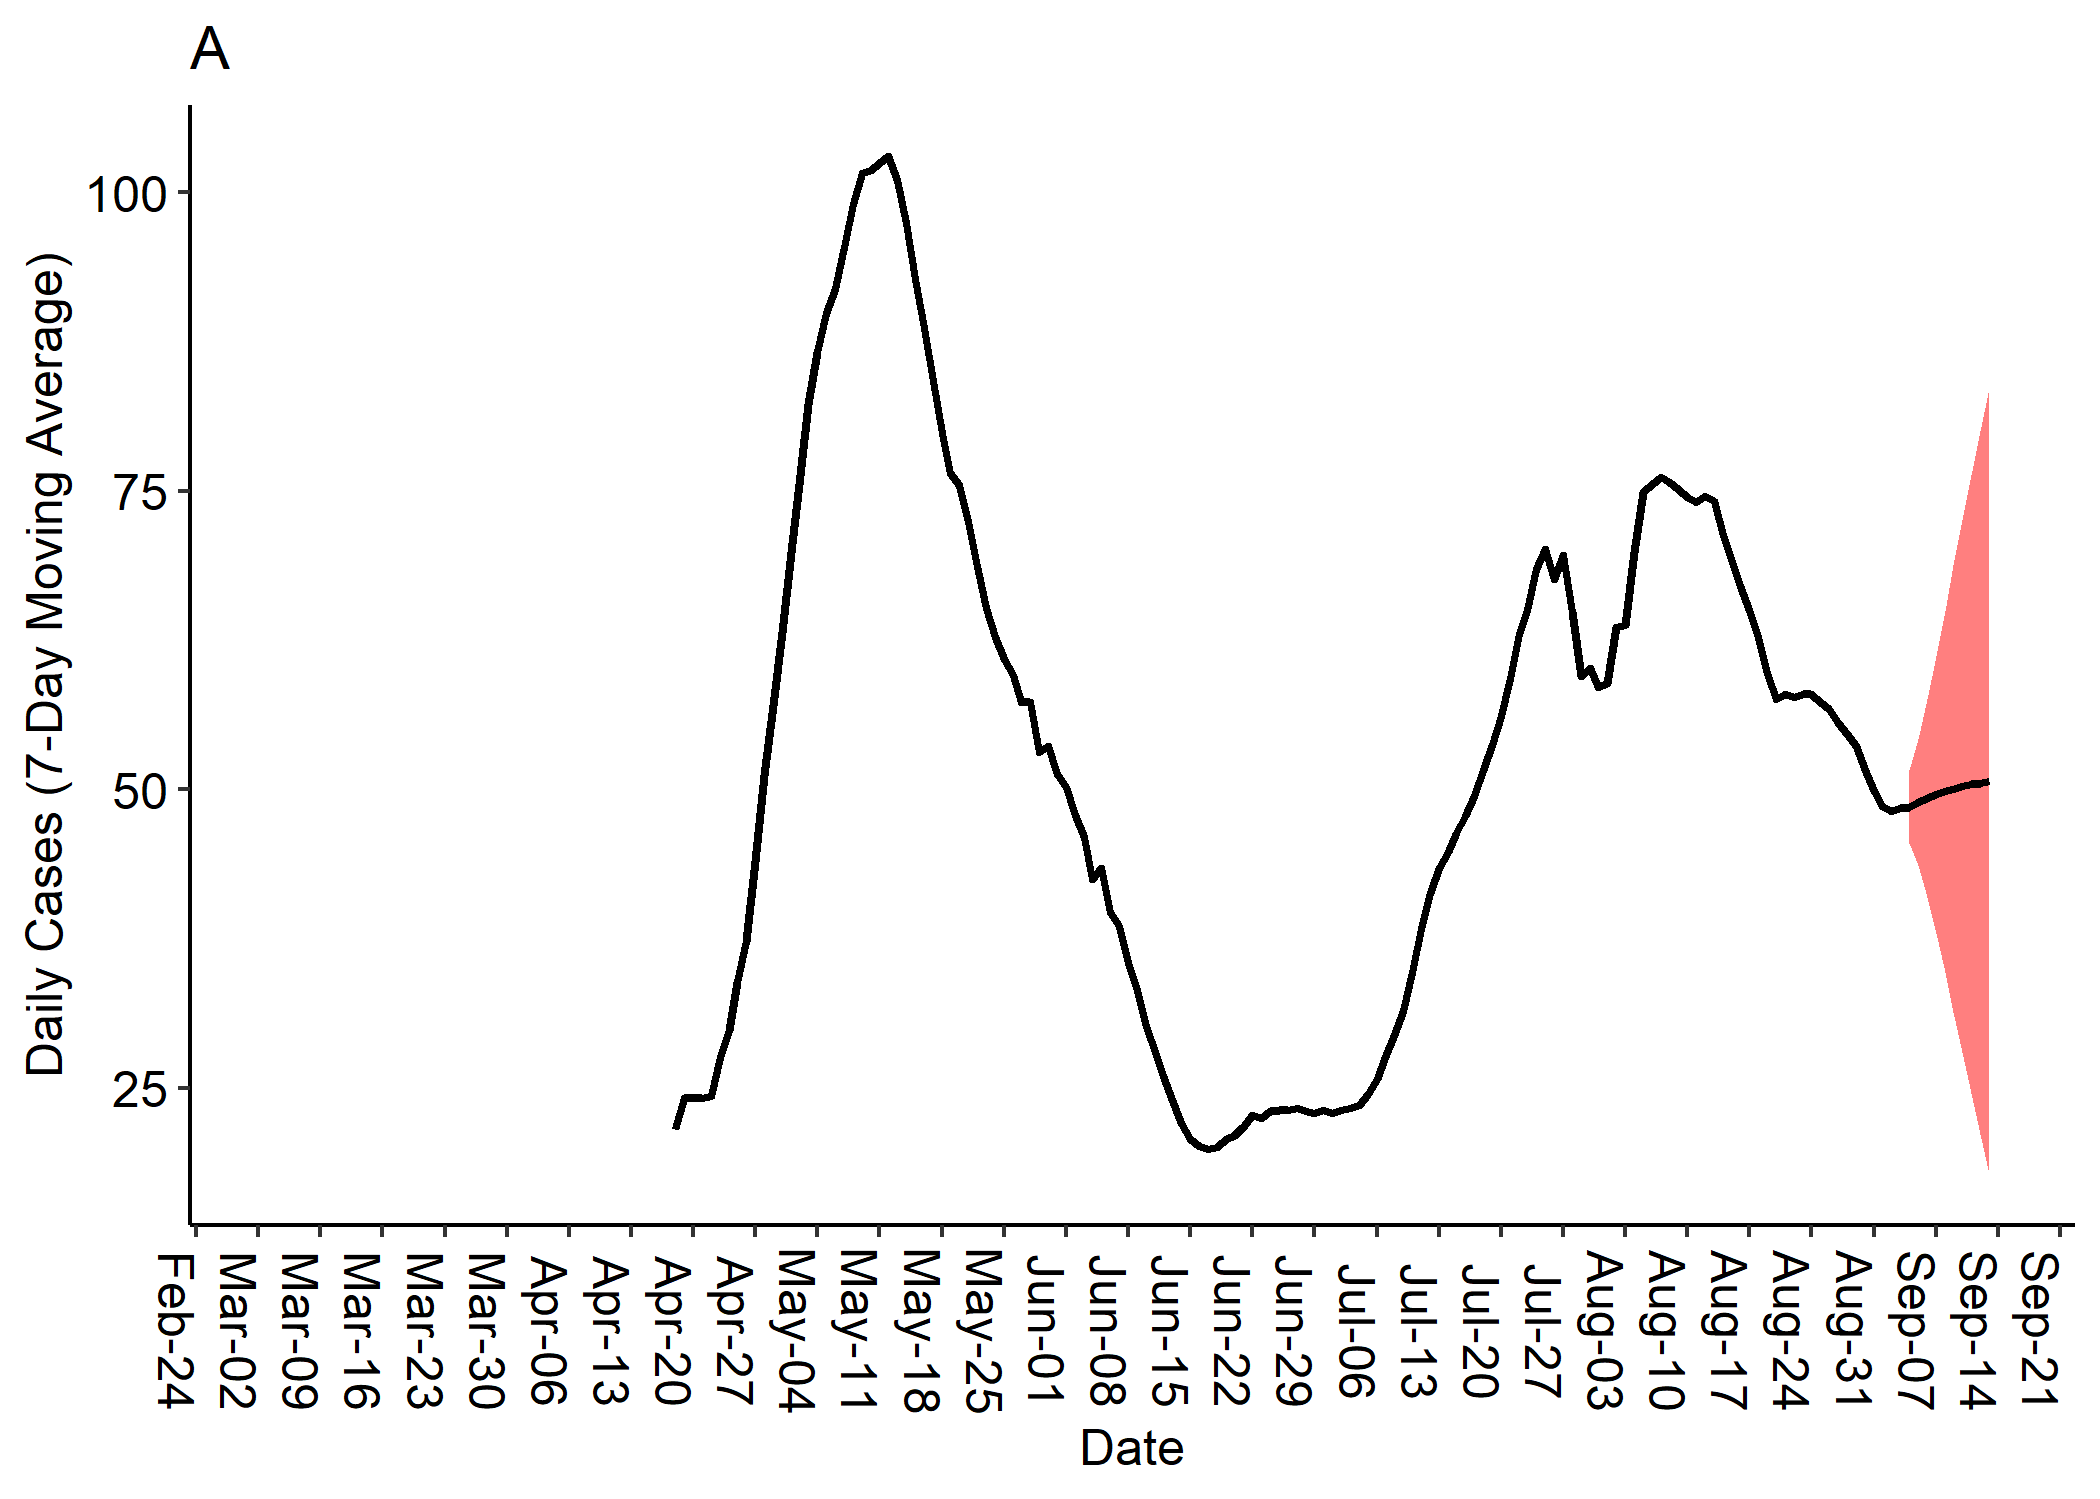 A
Daily Cases (7-Day Moving Average)
100
75
50
25
Feb-24
Mar-02
Mar-09
Mar-16
Mar-23
Mar-30
Apr-06
Apr-13
Apr-20
Apr-27
May-04
May-11
May-18
May-25
Jun-01
Jun-08
Jun-15
Jun-22
Jun-29
Jul-06
Jul-13
Jul-20
Jul-27
Aug-03
Aug-10
Aug-17
Aug-24
Aug-31
Sep-07
Sep-14
Sep-21
Date